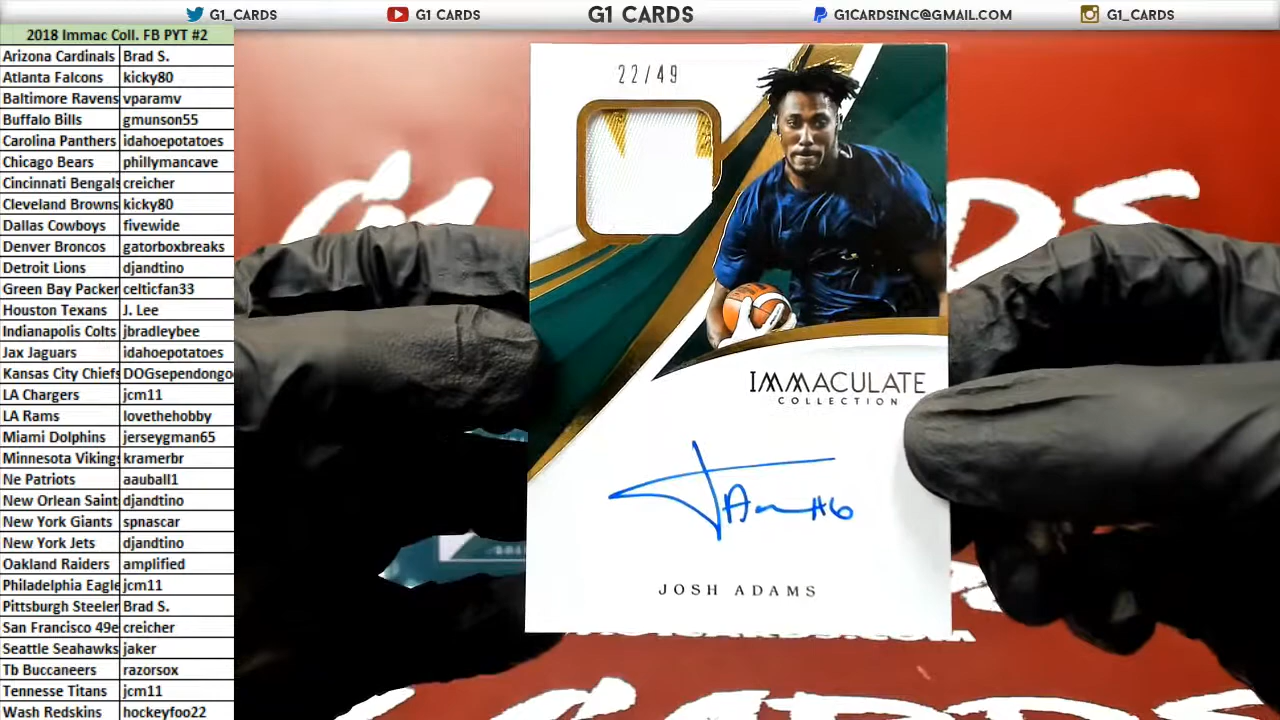 G1_CARDS
G1 CARDS
G1 CARDS
G1CARDSINC@GMAIL.COM
G1_CARDS
2018 Immac Coll. FB PYT #2
Arizona Cardinals Brad S.
Atlanta Falcons kicky80
Baltimore Ravens vparamv
Buffalo Bills gmunson55
Carolina Panthers idahoepotatoes
Chicago Bears phillymancave
Cincinnati Bengals creicher
Cleveland Browns kicky80
Dallas Cowboys fivewide
Denver Broncos gatorboxbreaks
Detroit Lions djandtino
Green Bay Packer celticfan33
Houston Texans J. Lee
Indianapolis Colts jbradleybee
Jax Jaguars idahoepotatoes
Kansas City Chiefs DOGsependongo
LA Chargers jcm11
LA Rams lovethehobby
Miami Dolphins jerseygman65
Minnesota Vikings kramerbr
Ne Patriots aauball1
New Orlean Saint djandtino
New York Giants spnascar
New York Jets djandtino
Oakland Raiders amplified
Philadelphia Eagle jcm11
Pittsburgh Steeler Brad S.
San Francisco 49e creicher
Seattle Seahawks jaker
Tb Buccaneers razorsox
Tennesse Titans jcm11
Wash Redskins hockeyfoo22
22/49
IMMACULATE
COLLECTION
#6
JOSH ADAMS